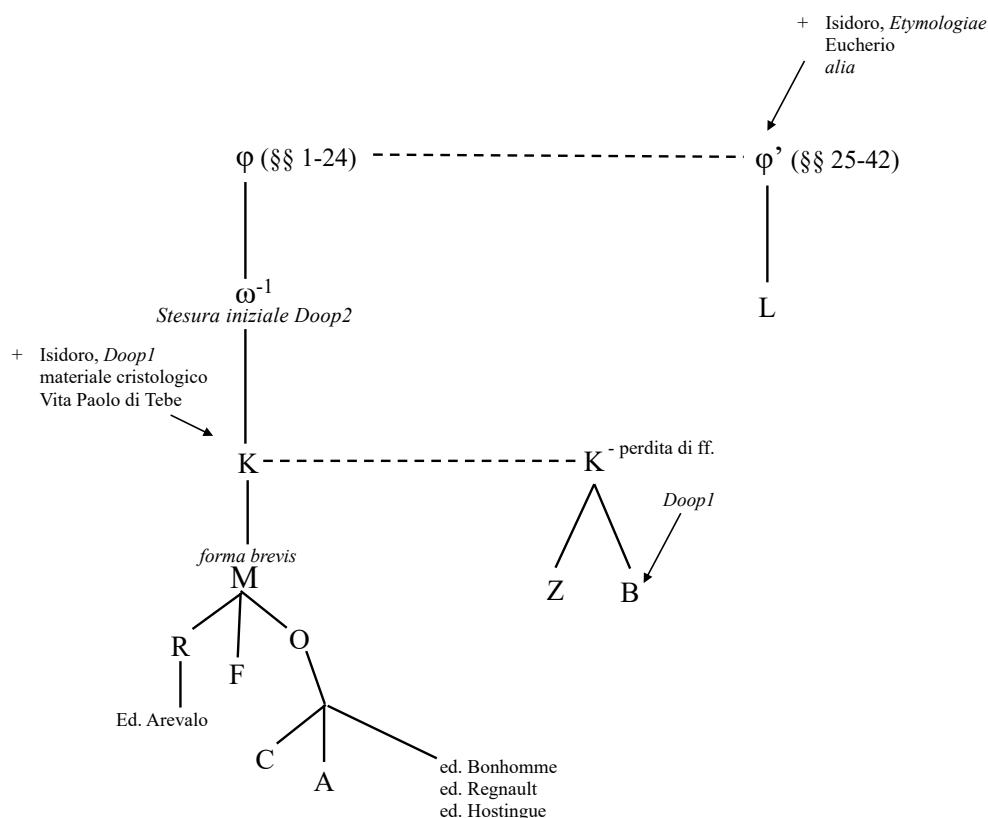 + Isidoro, Etymologiae
Eucherio
alia
φ (§§ 1-24)
φ’ (§§ 25-42)
ω-1
Stesura iniziale Doop2
L
+ Isidoro, Doop1
materiale cristologico
Vita Paolo di Tebe
K
K - perdita di ff.
Doop1
forma brevis
M
Z
B
R
F
O
Ed. Arevalo
C
A
ed. Bonhomme
ed. Regnault
ed. Hostingue